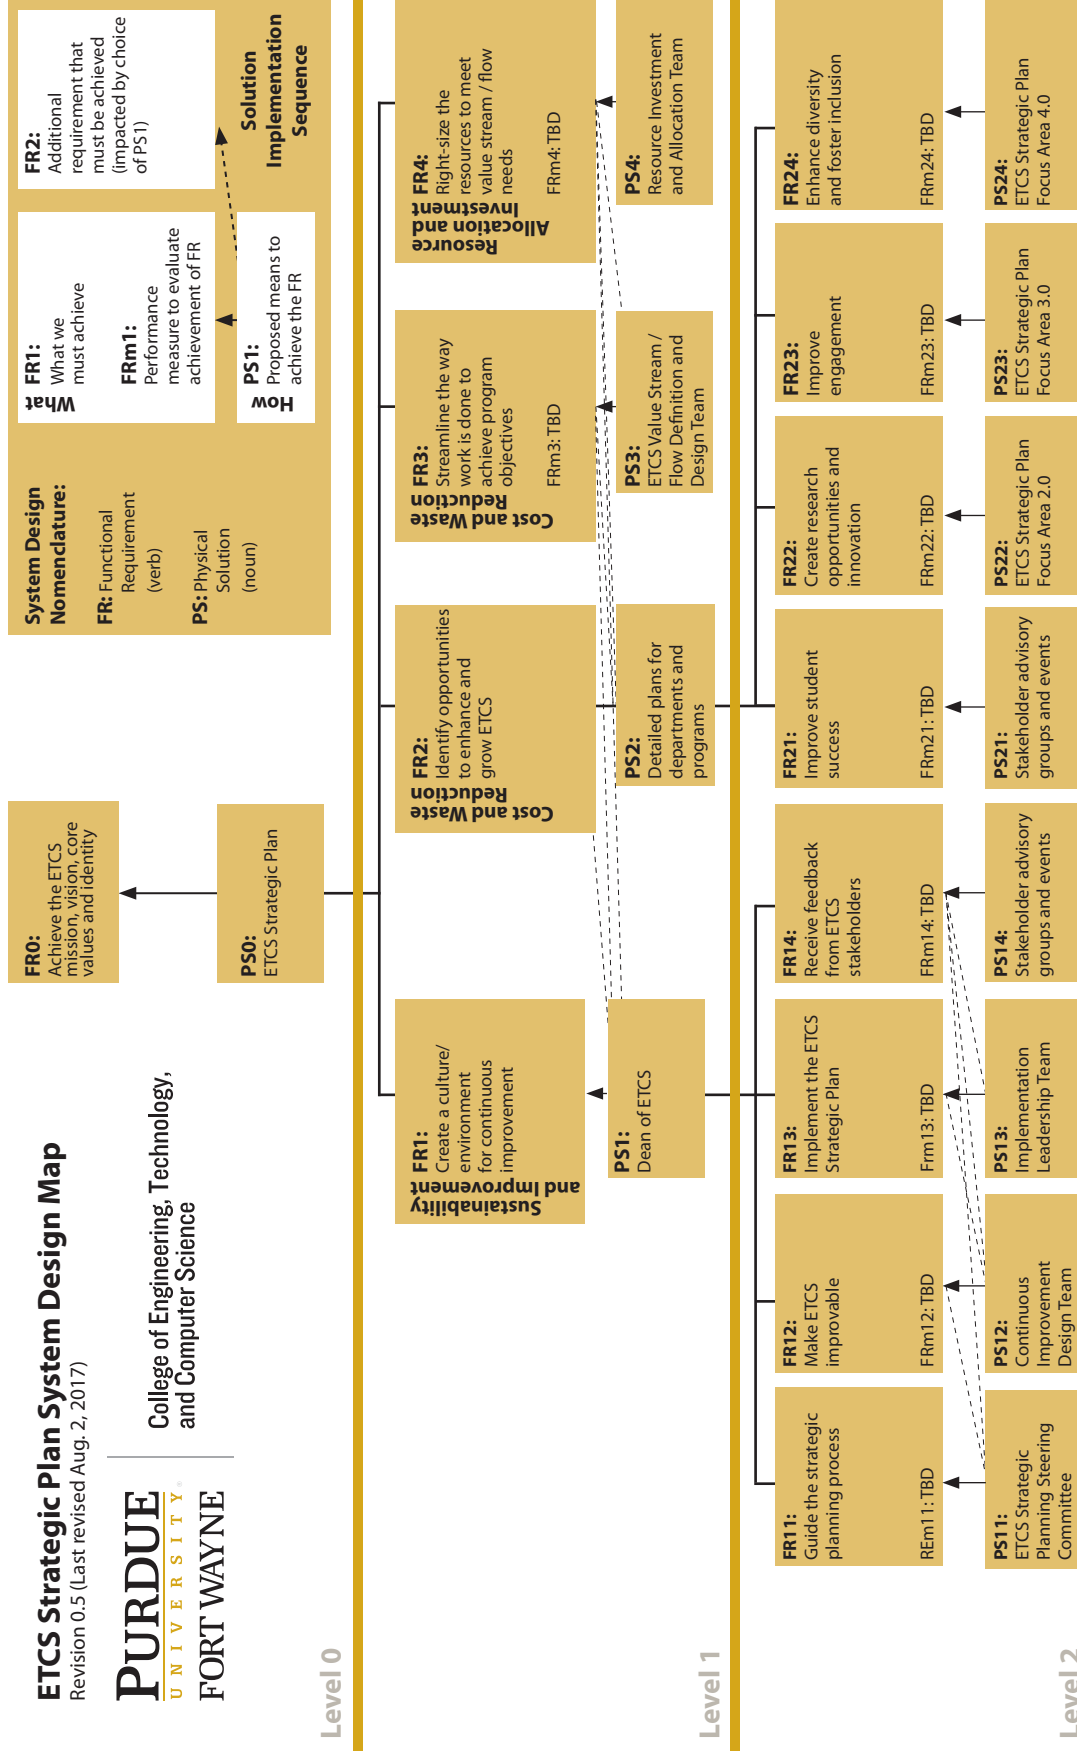 ETCS Strategic Plan System Design Map
Revision 0.5 (Last revised Aug. 2, 2017)
PURDUE
UNIVERSITY®
FORT WAYNE
College of Engineering, Technology,
and Computer Science
FR0:
Achieve the ETCS
mission, vision, core
values and identity
PS0:
ETCS Strategic Plan
System Design
Nomenclature:
FR: Functional
Requirement
(verb)
PS: Physical
Solution
(noun)
What
FR1:
What we
must achieve
FRm1:
Performance
measure to evaluate
achievement of FR
How
PS1:
Proposed means to
achieve the FR
FR2:
Additional
requirement that
must be achieved
(impacted by choice
of PS1)
Solution
Implementation
Sequence
Level 0
Sustainability
and Improvement
FR1:
Create a culture/
environment
for continuous
improvement
PS1:
Dean of ETCS
Cost and Waste
Reduction
FR2:
Identify opportunities
to enhance and
grow ETCS
PS2:
Detailed plans for
departments and
programs
Cost and Waste
Reduction
FR3:
Streamline the way
work is done to
achieve program
objectives
FRm3: TBD
PS3:
ETCS Value Stream /
Flow Definition and
Design Team
Resource
Allocation and
Investment
FR4:
Right-size the
resources to meet
value stream / flow
needs
FRm4: TBD
PS4:
Resource Investment
and Allocation Team
Level 1
FR11:
Guide the strategic
planning process
REm11: TBD
PS11:
ETCS Strategic
Planning Steering
Committee
FR12:
Make ETCS
improvable
FRm12: TBD
PS12:
Continuous
Improvement
Design Team
FR13:
Implement the ETCS
Strategic Plan
Frm13: TBD
PS13:
Implementation
Leadership Team
FR14:
Receive feedback
from ETCS
stakeholders
FRm14: TBD
PS14:
Stakeholder advisory
groups and events
FR21:
Improve student
success
FRm21: TBD
PS21:
Stakeholder advisory
groups and events
FR22:
Create research
opportunities and
innovation
FRm22: TBD
PS22:
ETCS Strategic Plan
Focus Area 2.0
FR23:
Improve
engagement
FRm23: TBD
PS23:
ETCS Strategic Plan
Focus Area 3.0
FR24:
Enhance diversity
and foster inclusion
FRm24: TBD
PS24:
ETCS Strategic Plan
Focus Area 4.0
Level 2